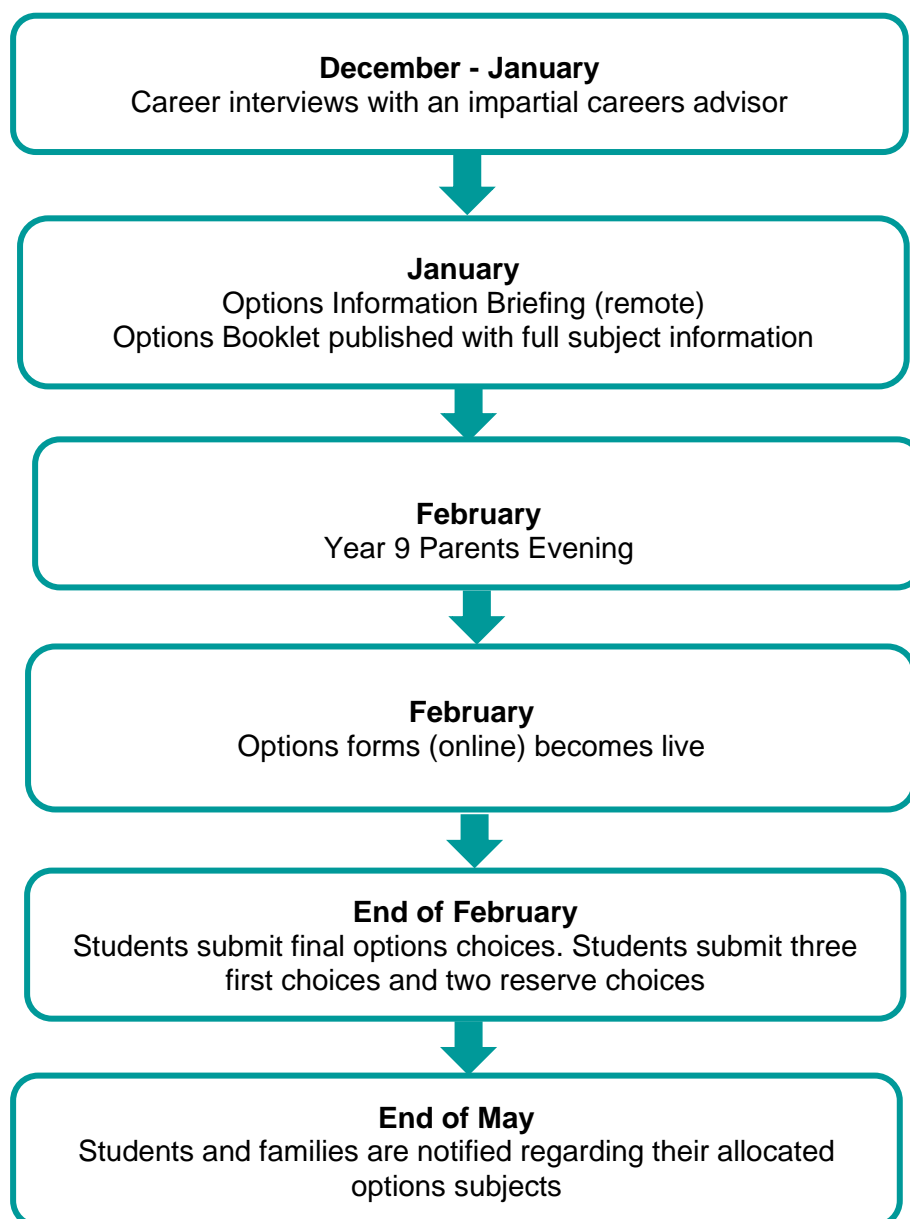 December - January
Career interviews with an impartial careers advisor
January
Options Information Briefing (remote)
Options Booklet published with full subject information
February
Year 9 Parents Evening
February
Options forms (online) becomes live
End of February
Students submit final options choices. Students submit three
first choices and two reserve choices
End of May
Students and families are notified regarding their allocated
options subjects